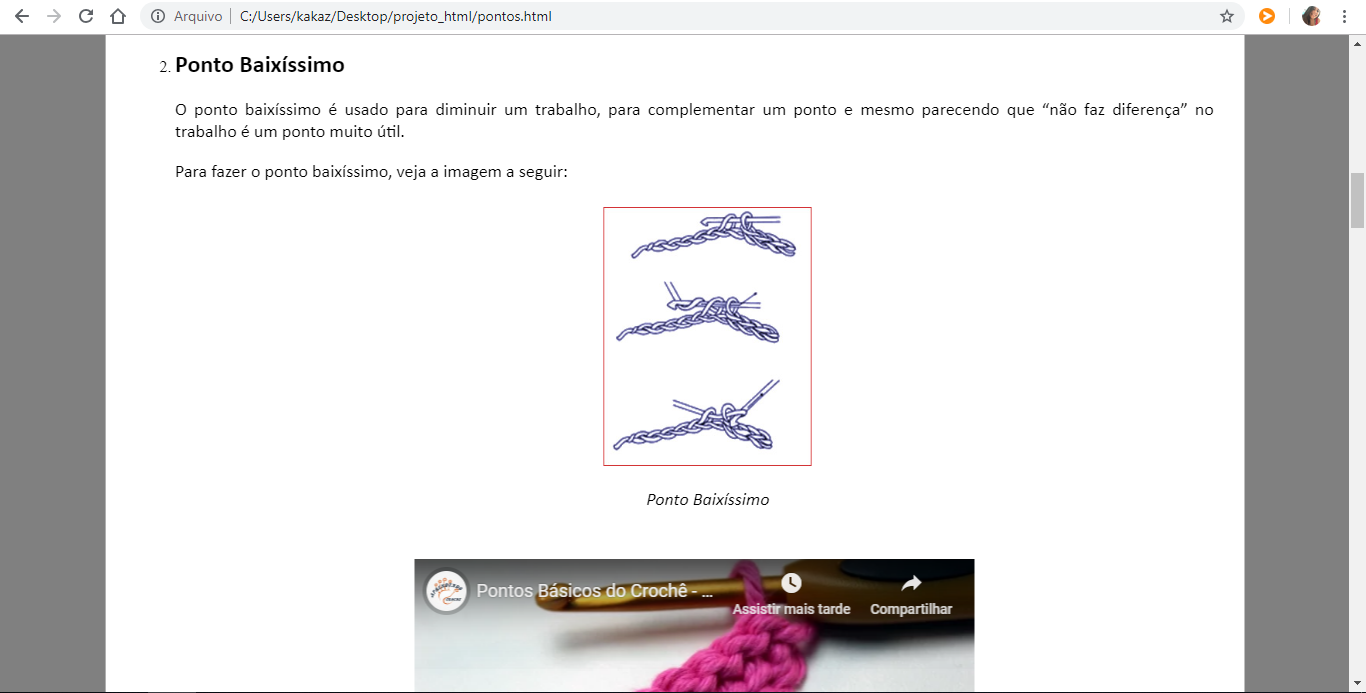 Arquivo
C:/Users/kakaz/Desktop/projeto_html/pontos.html
2. Ponto Baixíssimo
O ponto baixíssimo é usado para diminuir um trabalho, para complementar um ponto e mesmo parecendo que “não faz diferença” no
trabalho é um ponto muito útil.
Para fazer o ponto baixíssimo, veja a imagem a seguir:
Ponto Baixíssimo
Pontos Básicos do Crochê - ...
Assistir mais tarde
Compartilhar